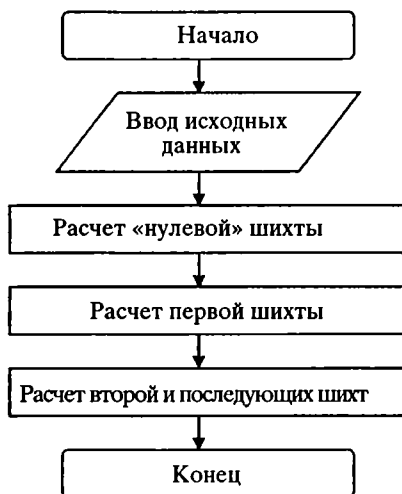 Начало
Ввод исходных
данных
Расчет «нулевой» шихты
Расчет первой шихты
Расчет второй и последующих шихт
Конец